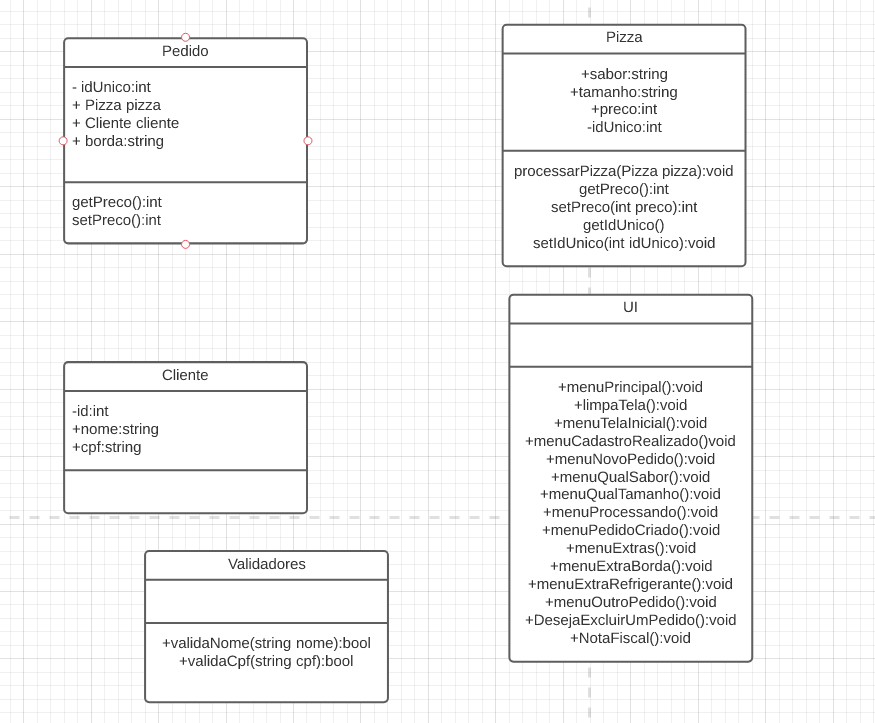 Pedido
- idUnico:int
+ Pizza pizza
+ Cliente cliente
+ borda:string
getPreco():int
setPreco():int
Pizza
+sabor:string
+tamanho:string
+preco:int
-idUnico:int
processarPizza(Pizza pizza):void
getPreco():int
setPreco(int preco):int
getIdUnico()
setIdUnico(int idUnico):void
Cliente
-id:int
+nome:string
+cpf:string
UI
+menuPrincipal():void
+limpaTela():void
+menuTelaInicial():void
+menuCadastroRealizado()void
+menuNovoPedido():void
+menuQualSabor():void
+menuQualTamanho():void
+menuProcessando():void
+menuPedidoCriado():void
+menuExtras():void
+menuExtraBorda():void
+menuExtraRefrigerante():void
+menuOutroPedido():void
+DesejaExcluirUmPedido():void
+NotaFiscal():void
Validadores
+validaNome(string nome):bool
+validaCpf(string cpf):bool